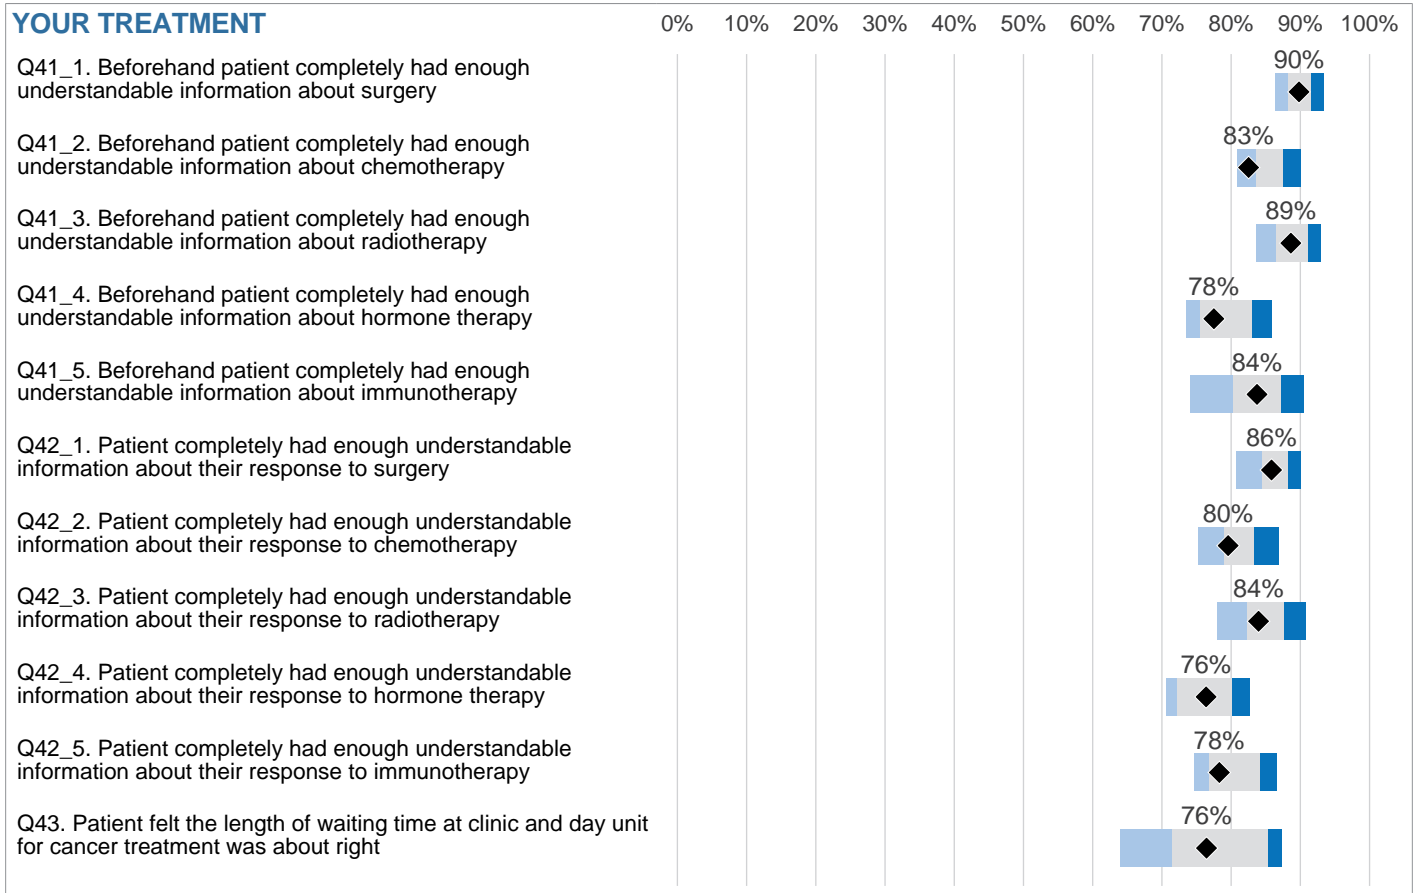 YOUR TREATMENT
0% 10% 20% 30% 40% 50% 60% 70% 80% 90% 100%
Q41_1. Beforehand patient completely had enough
understandable information about surgery
90%
Q41_2. Beforehand patient completely had enough
understandable information about chemotherapy
83%
Q41_3. Beforehand patient completely had enough
understandable information about radiotherapy
89%
Q41_4. Beforehand patient completely had enough
understandable information about hormone therapy
78%
Q41_5. Beforehand patient completely had enough
understandable information about immunotherapy
84%
Q42_1. Patient completely had enough understandable
information about their response to surgery
86%
Q42_2. Patient completely had enough understandable
information about their response to chemotherapy
80%
Q42_3. Patient completely had enough understandable
information about their response to radiotherapy
84%
Q42_4. Patient completely had enough understandable
information about their response to hormone therapy
76%
Q42_5. Patient completely had enough understandable
information about their response to immunotherapy
78%
Q43. Patient felt the length of waiting time at clinic and day unit
for cancer treatment was about right
76%